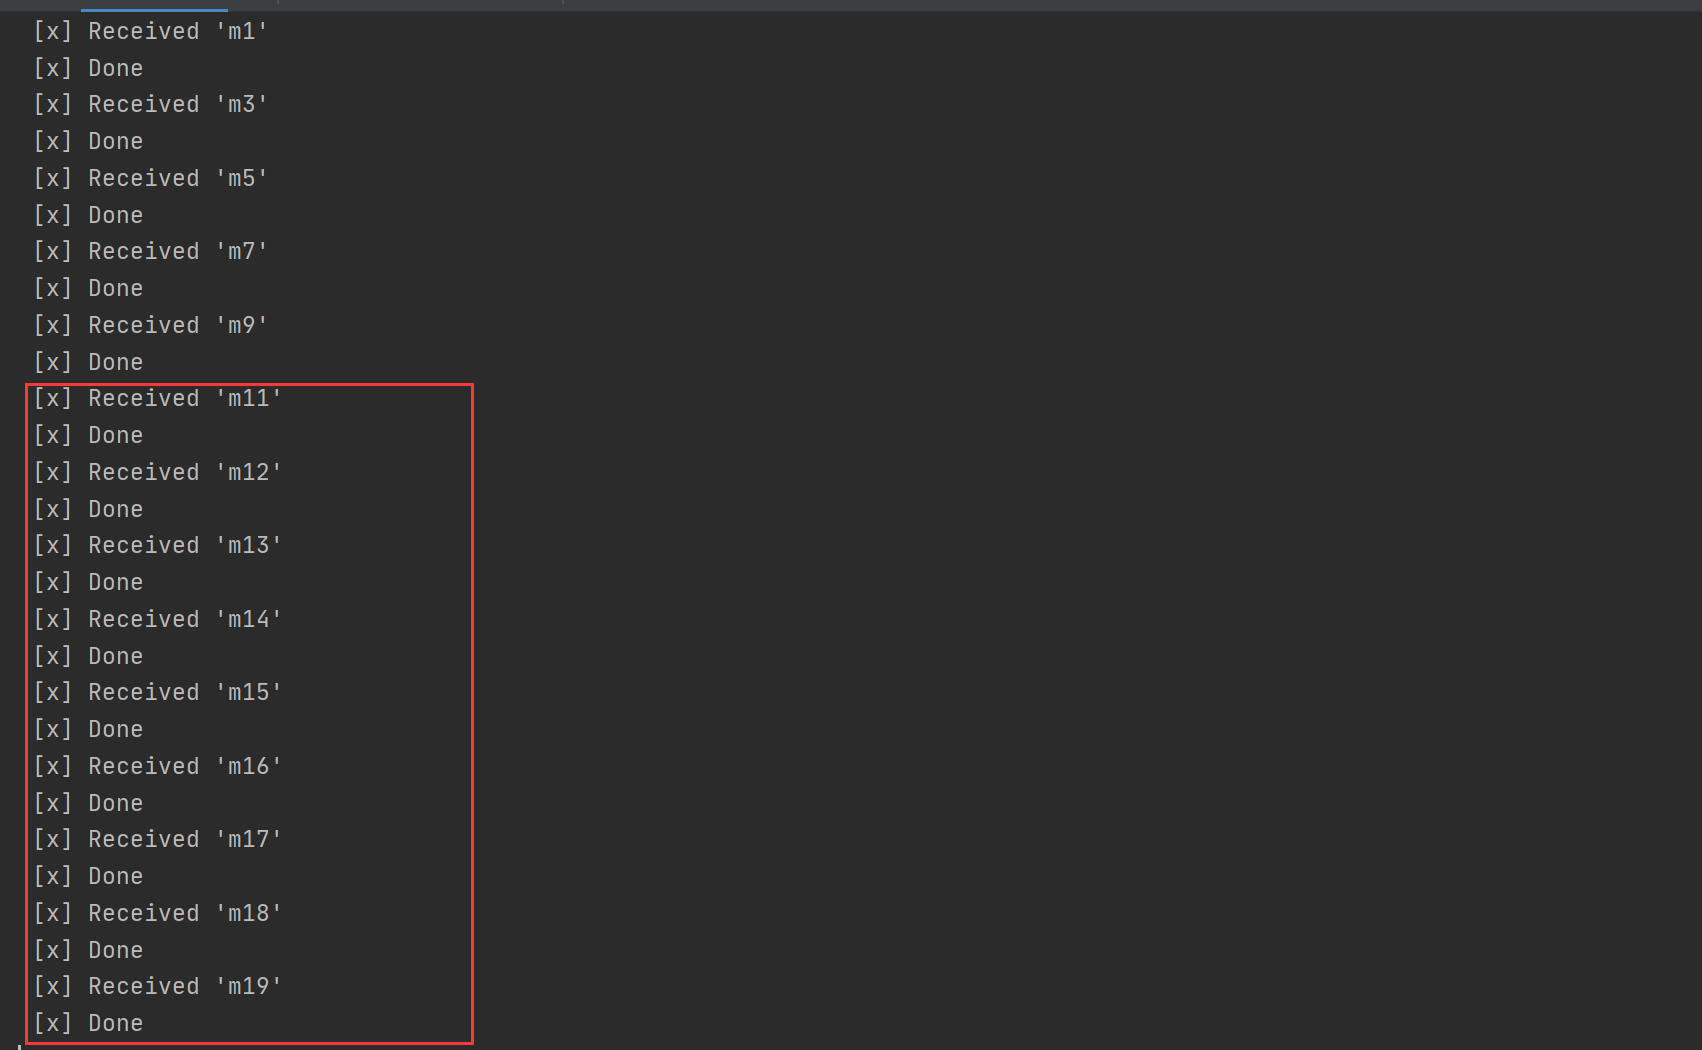 [x] Received 'm1'
[x] Done
[x] Received 'm3'
[x] Done
[x] Received 'm5'
[x] Done
[x] Received 'm7'
[x] Done
[x] Received 'm9'
[x] Done
[x] Received 'm11'
[x] Done
[x] Received 'm12'
[x] Done
[x] Received 'm13'
[x] Done
[x] Received 'm14'
[x] Done
[x] Received 'm15'
[x] Done
[x] Received 'm16'
[x] Done
[x] Received 'm17'
[x] Done
[x] Received 'm18'
[x] Done
[x] Received 'm19'
[x] Done